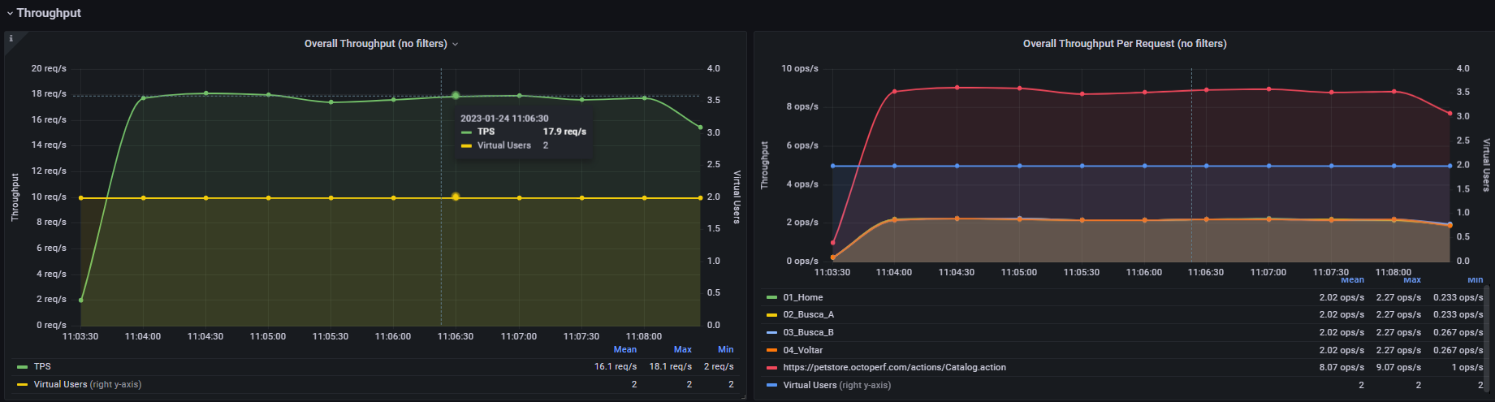 Throughput
i
Overall Throughput (no filters)
20 req/s
18 req/s
16 req/s
14 req/s
12 req/s
10 req/s
8 req/s
6 req/s
4 req/s
2 req/s
0 req/s
Throughput
4.0
3.5
3.0
2.5
2.0
1.5
1.0
0.5
0.0
Virtual Users
2023-01-24 11:06:30
TPS 17.9 req/s
Virtual Users 2
11:03:30 11:04:00 11:04:30 11:05:00 11:05:30 11:06:00 11:06:30 11:07:00 11:07:30 11:08:00
Mean Max Min
TPS 16.1 req/s 18.1 req/s 2 req/s
Virtual Users (right y-axis) 2 2 2
Overall Throughput Per Request (no filters)
10 ops/s
8 ops/s
6 ops/s
4 ops/s
2 ops/s
0 ops/s
Throughput
4.0
3.5
3.0
2.5
2.0
1.5
1.0
0.5
0.0
Virtual Users
11:03:30 11:04:00 11:04:30 11:05:00 11:05:30 11:06:00 11:06:30 11:07:00 11:07:30 11:08:00
Mean Max Min
01_Home 2.02 ops/s 2.27 ops/s 0.233 ops/s
02_Busca_A 2.02 ops/s 2.27 ops/s 0.233 ops/s
03_Busca_B 2.02 ops/s 2.27 ops/s 0.267 ops/s
04_Voltar 2.02 ops/s 2.27 ops/s 0.267 ops/s
https://petstore.octoperf.com/actions/Catalog.action 8.07 ops/s 9.07 ops/s 1 ops/s
Virtual Users (right y-axis) 2 2 2